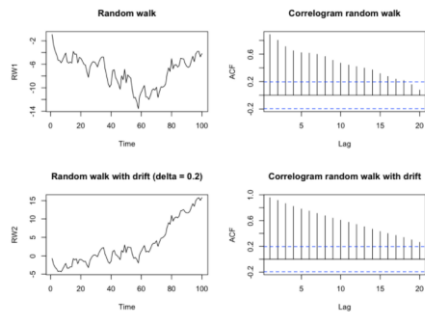 Random walk
RW1
-2
-6
-10
-14
0 20 40 60 80 100
Time
Correlogram random walk
ACF
0.6
0.2
-0.2
5 10 15 20
Lag
Random walk with drift (delta = 0.2)
RW2
15
10
5
0
-5
0 20 40 60 80 100
Time
Correlogram random walk with drift
ACF
0.6
0.2
-0.2
5 10 15 20
Lag